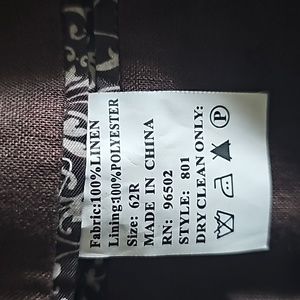 Fabric:100%LINEN
Lining:100%POLYESTER
Size: 62R
MADE IN CHINA
RN: 96502
STYLE: 801
DRY CLEAN ONLY:
P